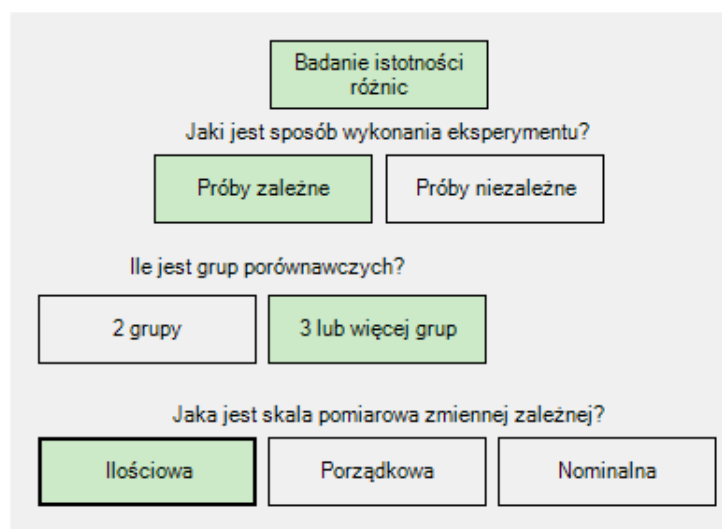 Badanie istotności
różnic
Jaki jest sposób wykonania eksperymentu?
Próby zależne
Próby niezależne
Ile jest grup porównawczych?
2 grupy
3 lub więcej grup
Jaka jest skala pomiarowa zmiennej zależnej?
Ilościowa
Porządkowa
Nominalna